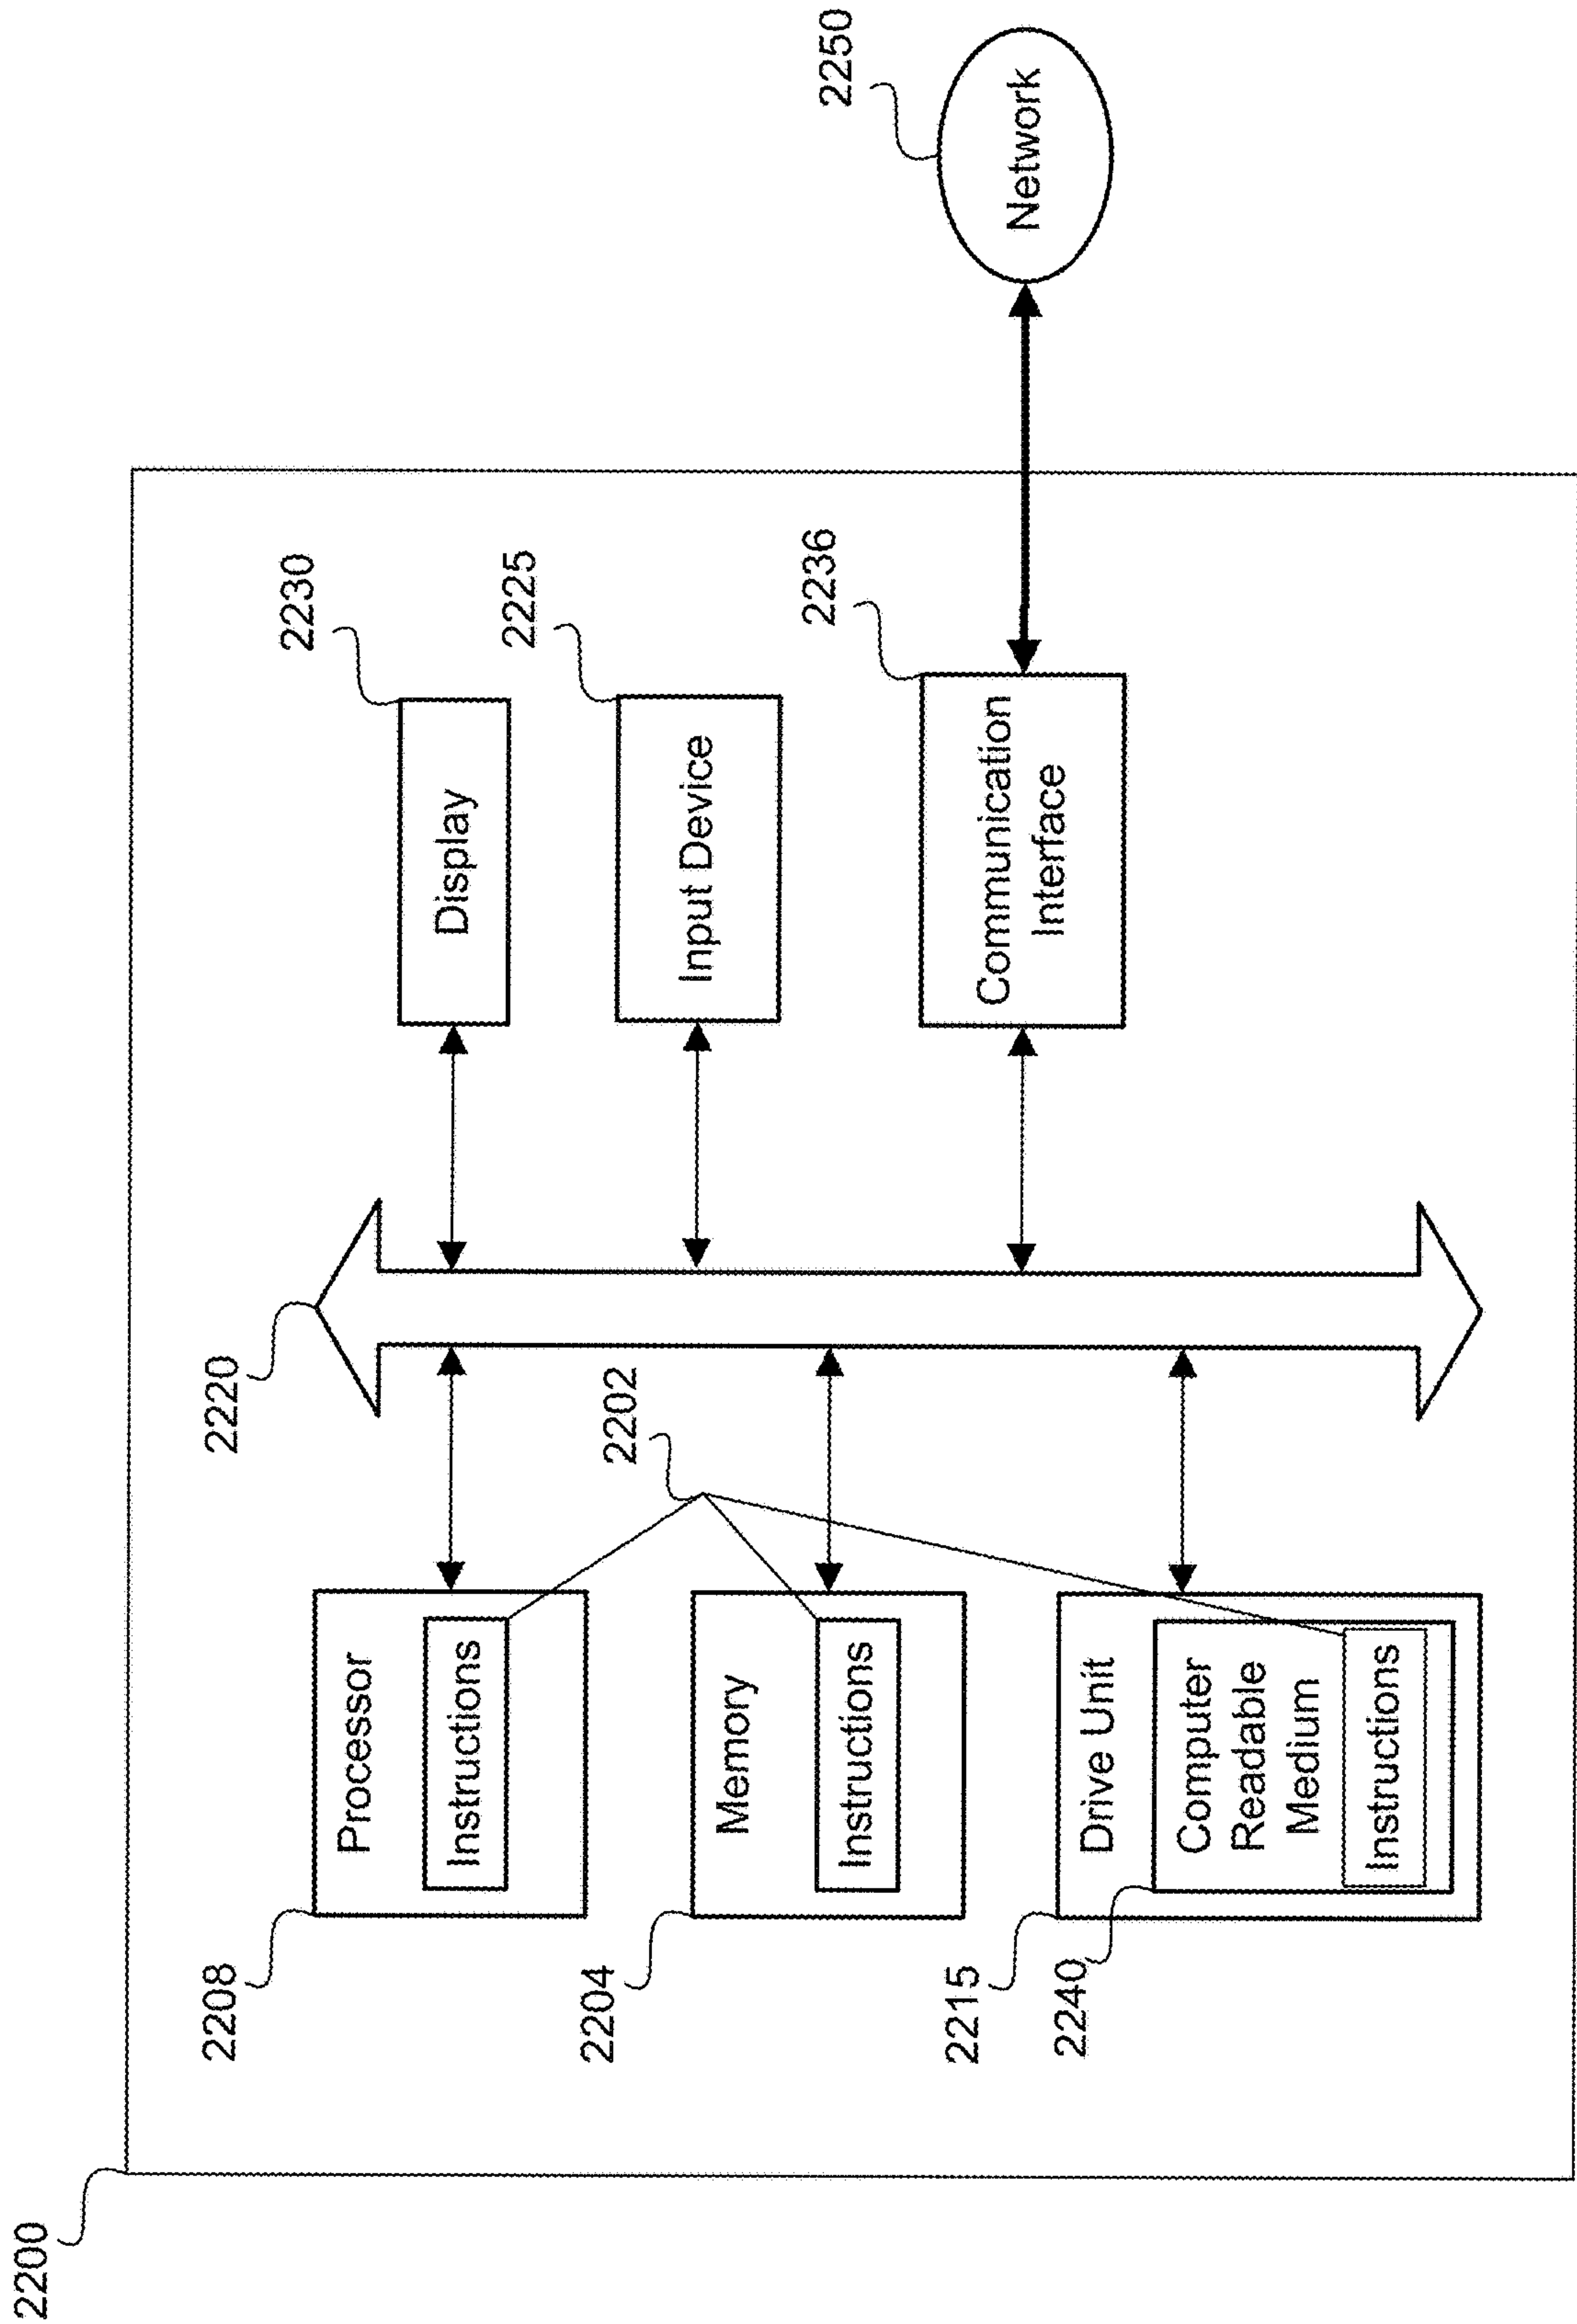 2200
2208
Processor
Instructions
2204
Memory
Instructions
2215
2240
Drive Unit
Computer
Readable
Medium
Instructions
2202
2220
2230
Display
2225
Input Device
2236
Communication
Interface
2250
Network